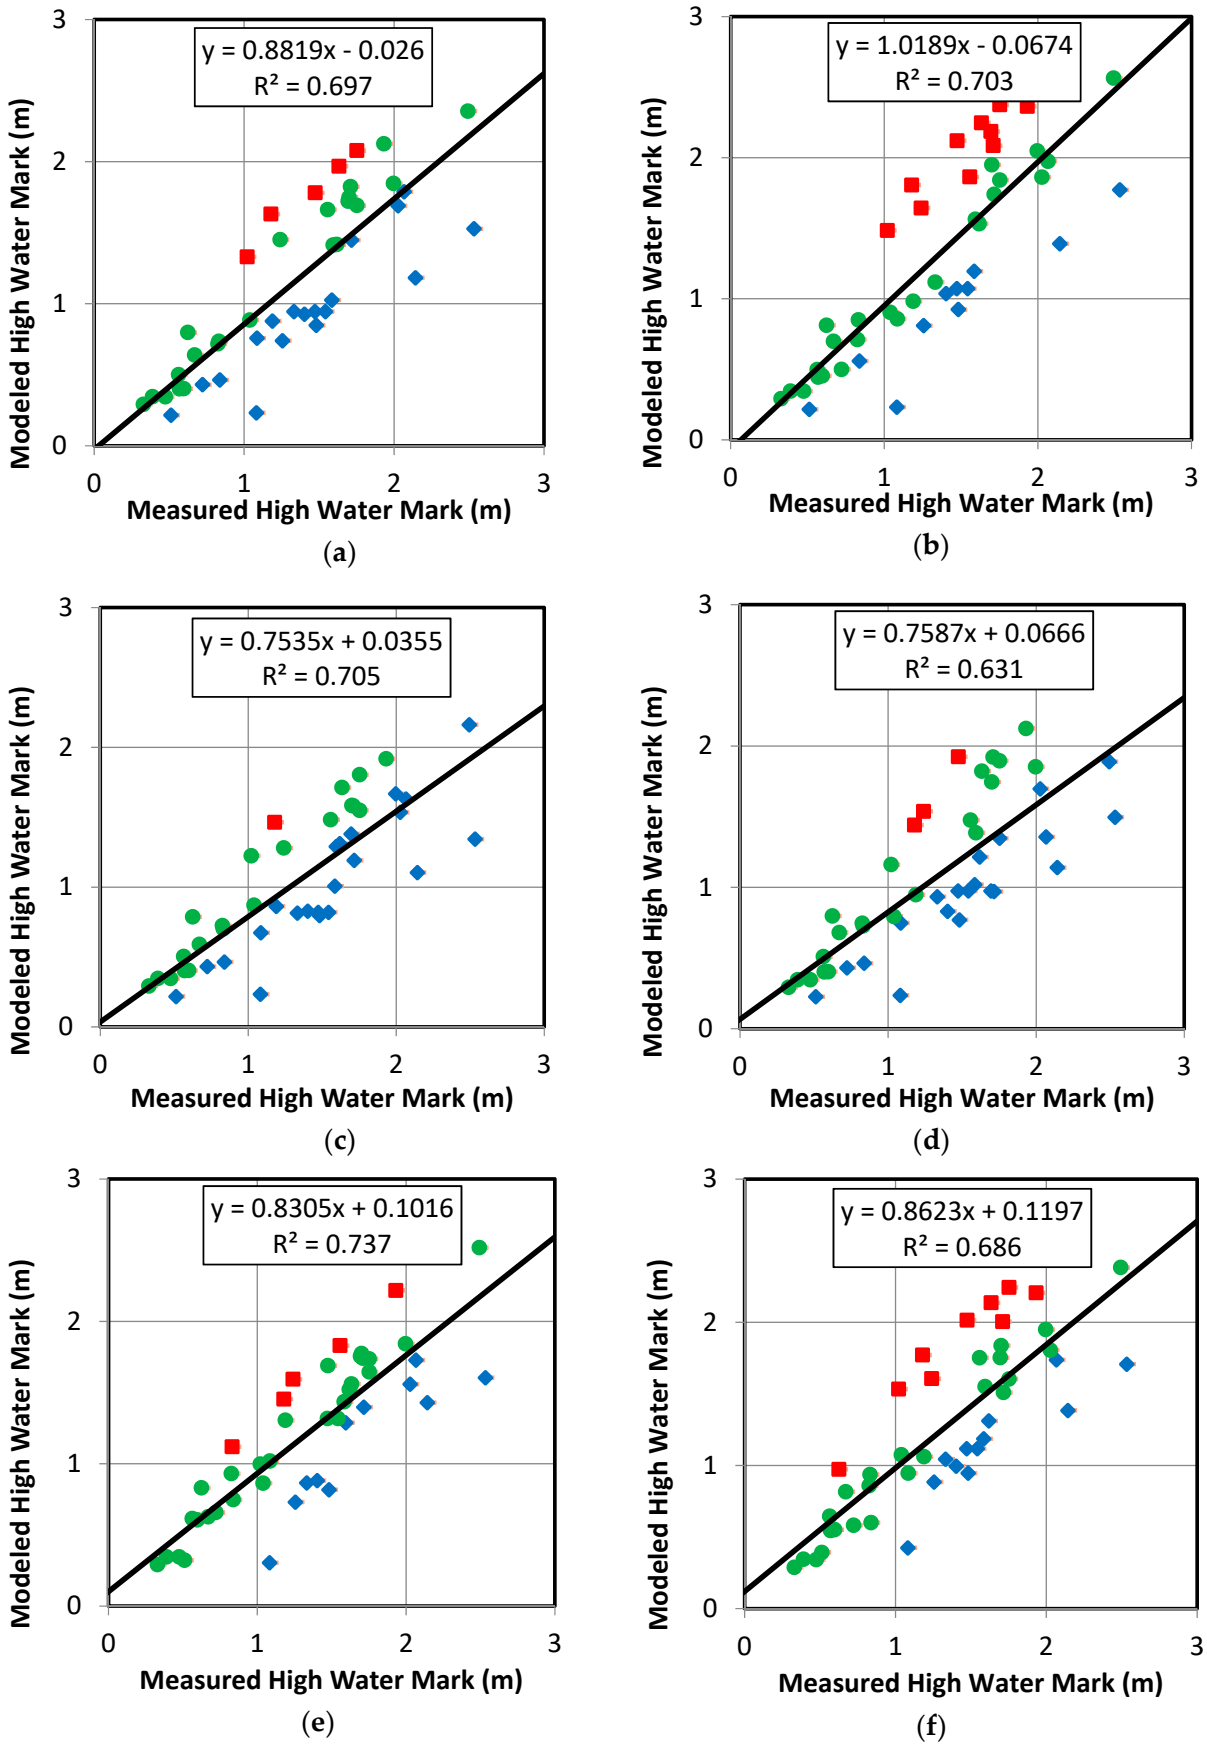 3
y = 0.8819x - 0.026
R² = 0.697
2
1
0
0 1 2 3
Modeled High Water Mark (m)
Measured High Water Mark (m)
(a)
3
y = 1.0189x - 0.0674
R² = 0.703
2
1
0
0 1 2 3
Modeled High Water Mark (m)
Measured High Water Mark (m)
(b)
3
y = 0.7535x + 0.0355
R² = 0.705
2
1
0
0 1 2 3
Modeled High Water Mark (m)
Measured High Water Mark (m)
(c)
3
y = 0.7587x + 0.0666
R² = 0.631
2
1
0
0 1 2 3
Modeled High Water Mark (m)
Measured High Water Mark (m)
(d)
3
y = 0.8305x + 0.1016
R² = 0.737
2
1
0
0 1 2 3
Modeled High Water Mark (m)
Measured High Water Mark (m)
(e)
3
y = 0.8623x + 0.1197
R² = 0.686
2
1
0
0 1 2 3
Modeled High Water Mark (m)
Measured High Water Mark (m)
(f)